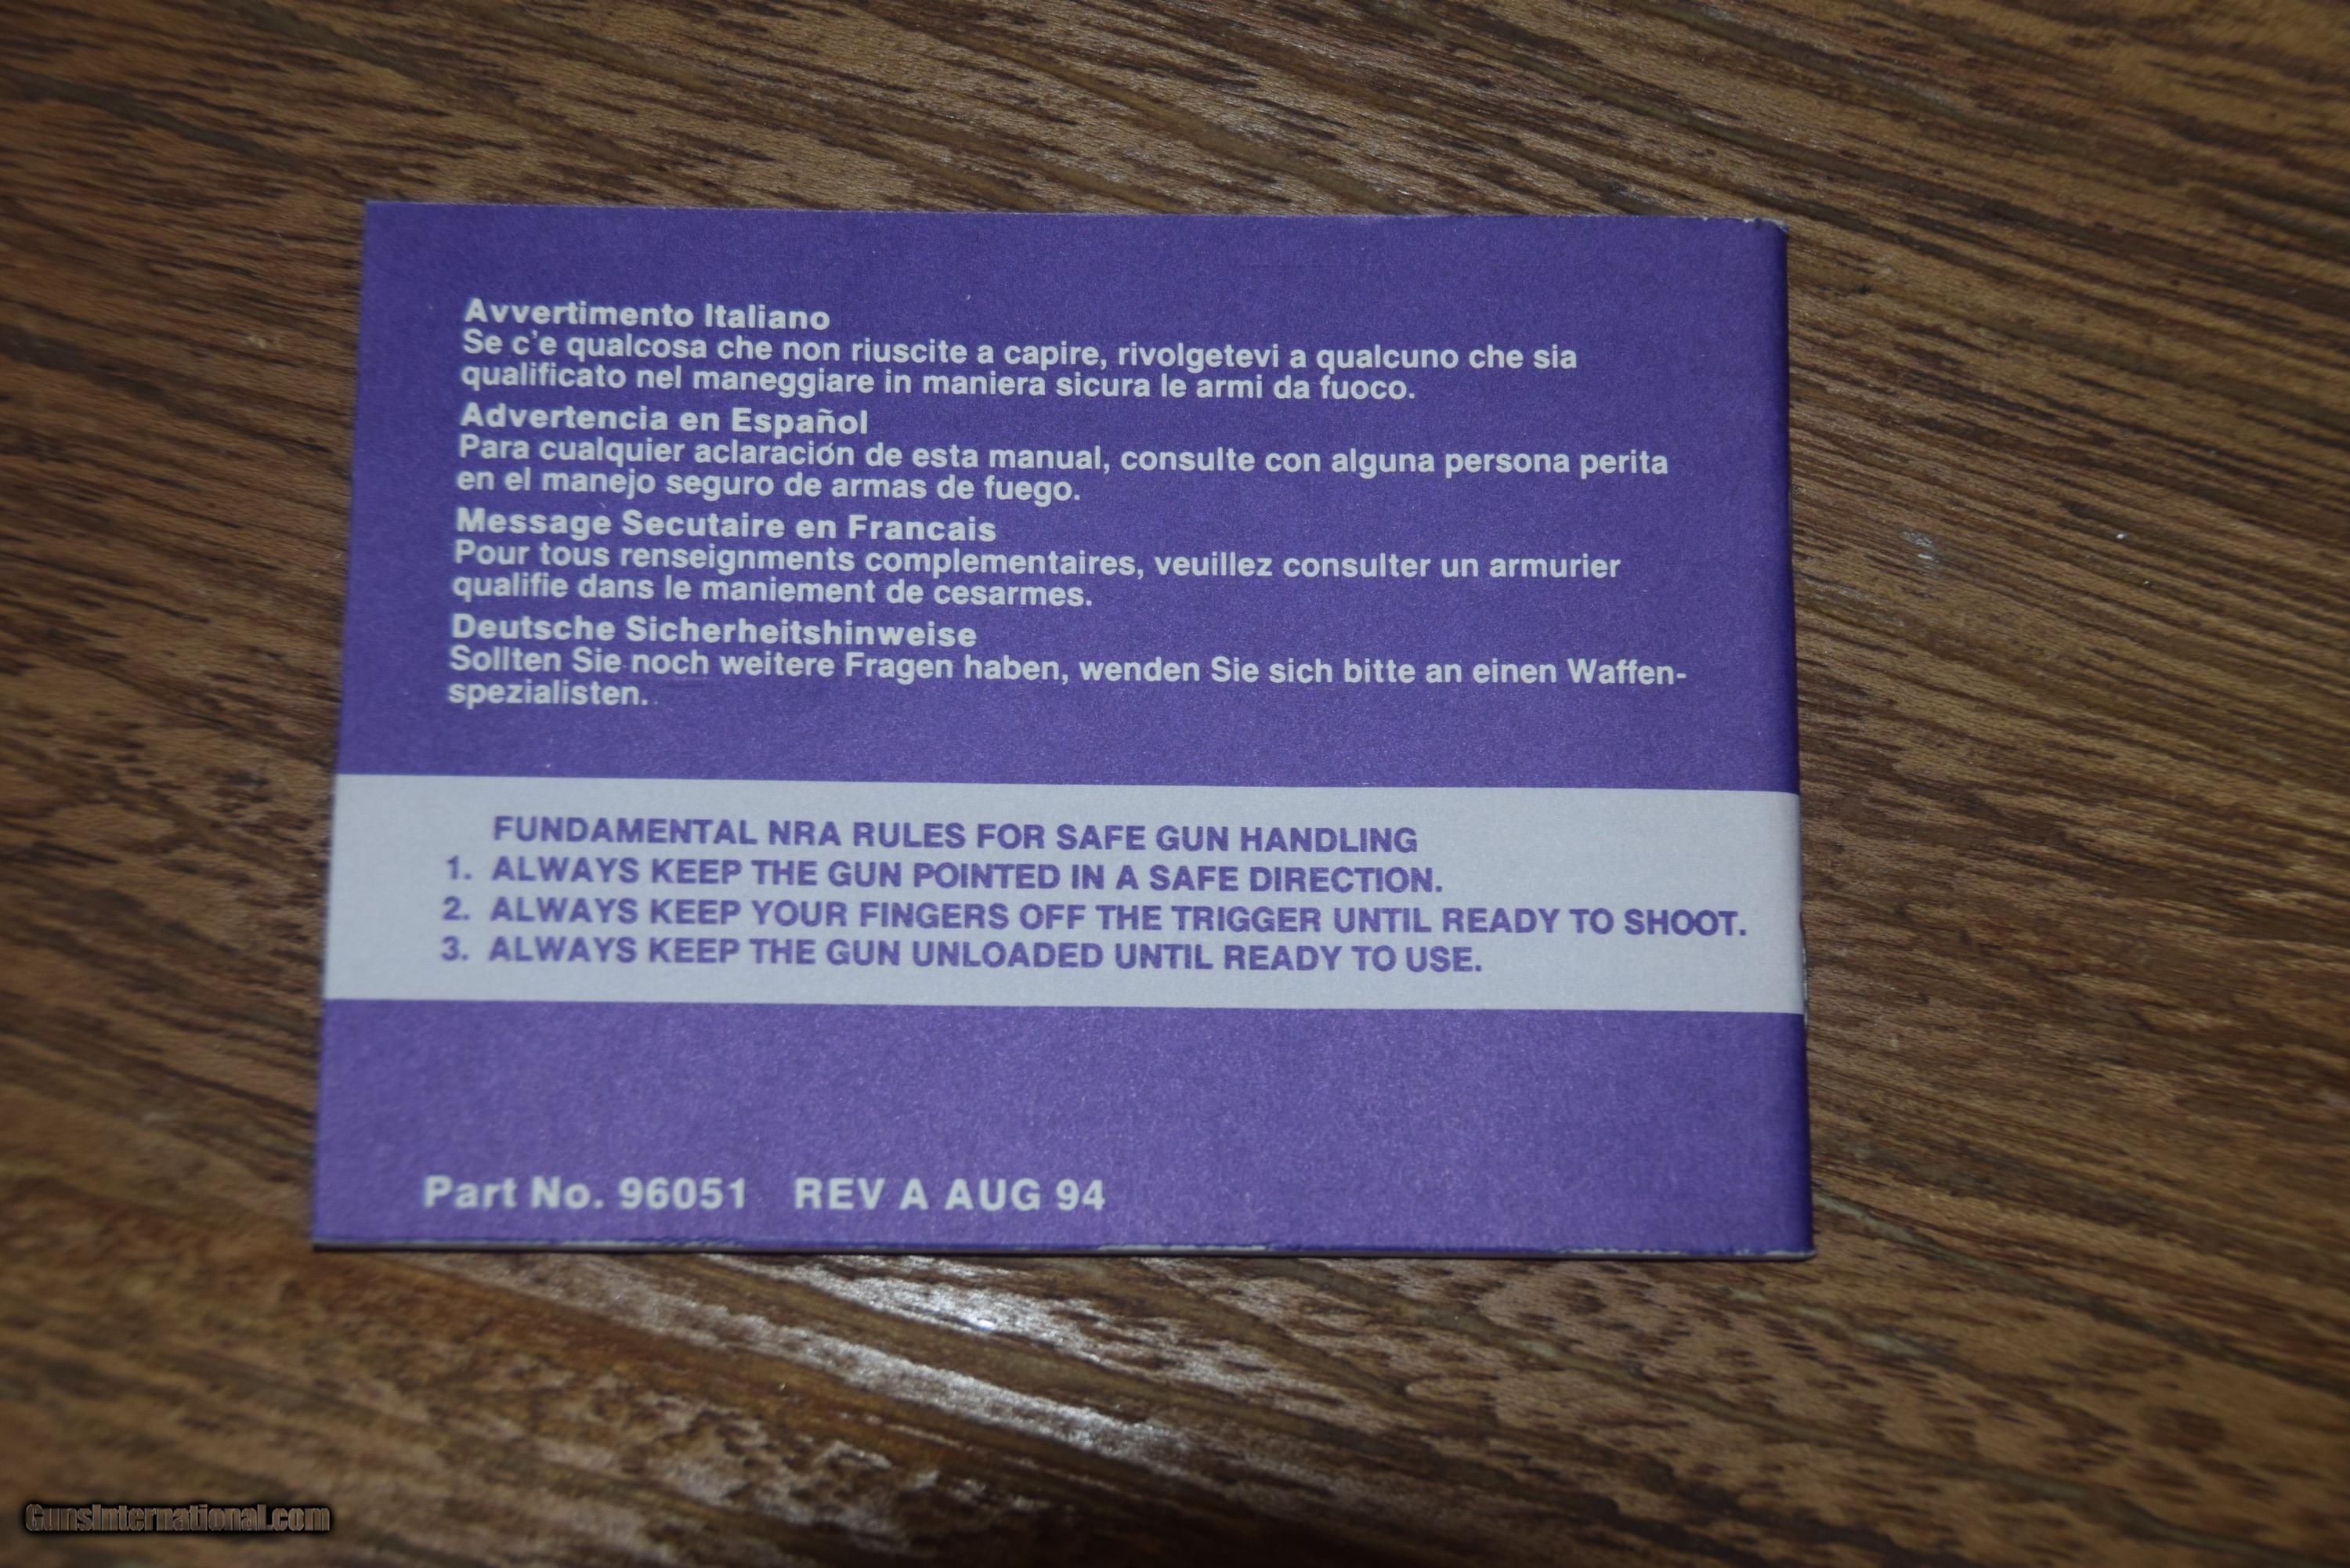 Avvertimento Italiano
Se c'e qualcosa che non riuscite a capire, rivolgetevi a qualcuno che sia
qualificato nel maneggiare in maniera sicura le armi da fuoco.
Advertencia en Español
Para cualquier aclaración de esta manual, consulte con alguna persona perita
en el manejo seguro de armas de fuego.
Message Secutaire en Francais
Pour tous renseignments complementaires, veuillez consulter un armurier
qualifie dans le maniement de cesarmes.
Deutsche Sicherheitshinweise
Sollten Sie noch weitere Fragen haben, wenden Sie sich bitte an einen Waffen-
spezialisten.
FUNDAMENTAL NRA RULES FOR SAFE GUN HANDLING
1. ALWAYS KEEP THE GUN POINTED IN A SAFE DIRECTION.
2. ALWAYS KEEP YOUR FINGERS OFF THE TRIGGER UNTIL READY TO SHOOT.
3. ALWAYS KEEP THE GUN UNLOADED UNTIL READY TO USE.
Part No. 96051 REV A AUG 94
GunsInternational.com